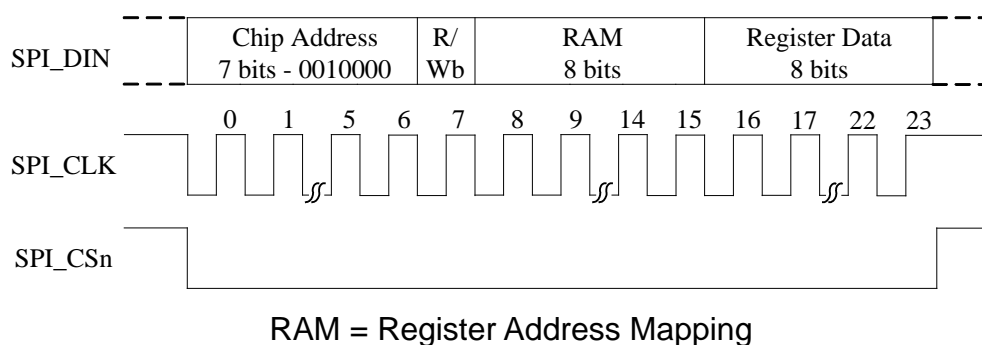 SPI_DIN
Chip Address
7 bits - 0010000
R/
Wb
RAM
8 bits
Register Data
8 bits
0 1 5 6 7 8 9 14 15 16 17 22 23
SPI_CLK
SPI_CSn
RAM = Register Address Mapping